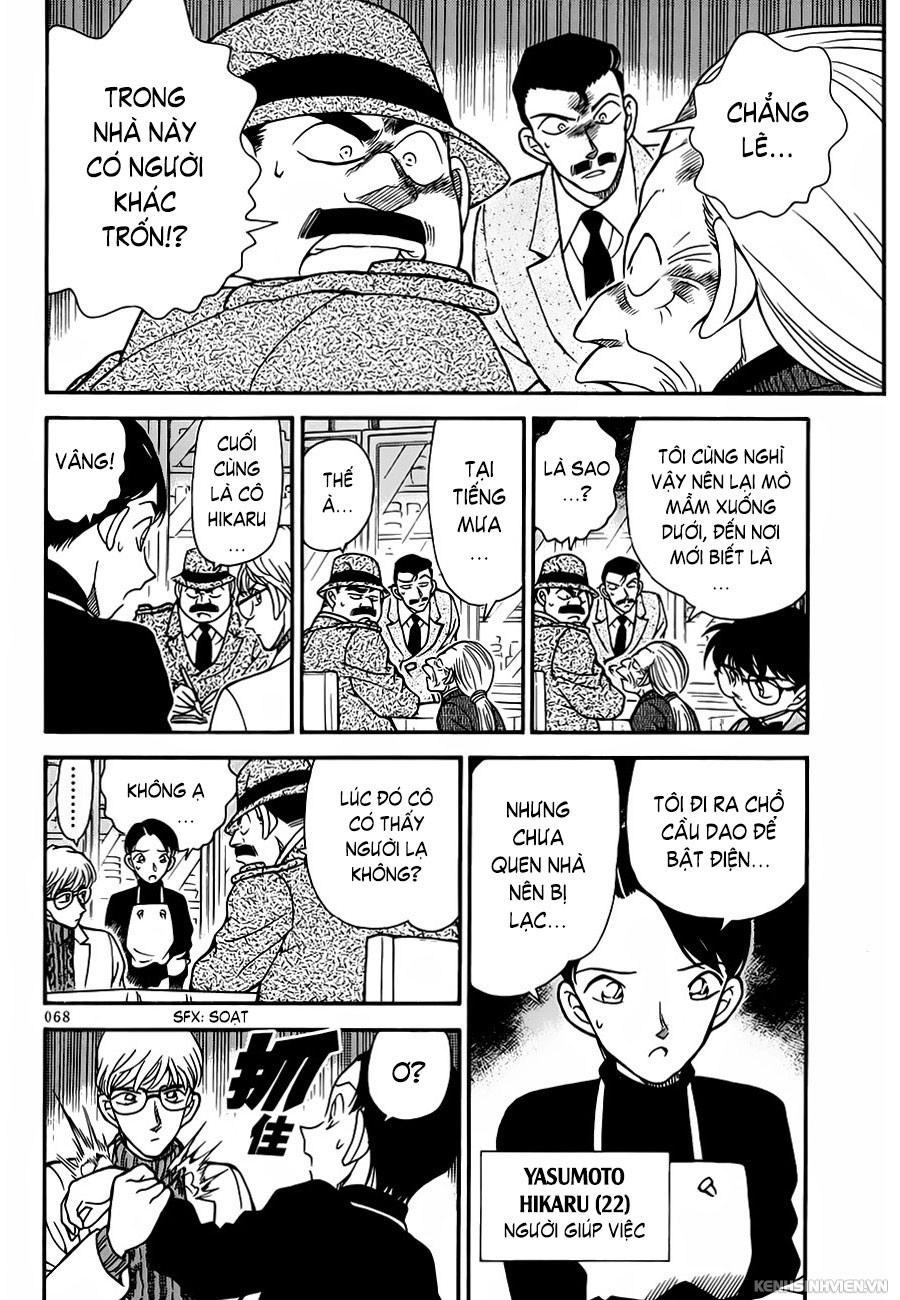 CHẲNG
LẼ...
TRONG
NHÀ NÀY
CÓ NGƯỜI
KHÁC
TRỐN!?
TÔI CŨNG NGHĨ
VẬY NÊN LẠI MÒ
MẪM XUỐNG
DƯỚI, ĐẾN NƠI
MỚI BIẾT LÀ
...
LÀ SAO
...?
TẠI
TIẾNG
MƯA
...
THẾ
À...
CUỐI
CÙNG
LÀ CÔ
HIKARU
...
VÂNG!
TÔI ĐI RA CHỖ
CẦU DAO ĐỂ
BẬT ĐIỆN...
NHƯNG
CHƯA
QUEN NHÀ
NÊN BỊ
LẠC...
YASUMOTO
HIKARU (22)
NGƯỜI GIÚP VIỆC
LÚC ĐÓ CÔ
CÓ THẤY
NGƯỜI LẠ
KHÔNG?
KHÔNG Ạ
...
........
068
SFX: SOẠT
Ơ?
抓
住
KENHSINHVIEN.VN